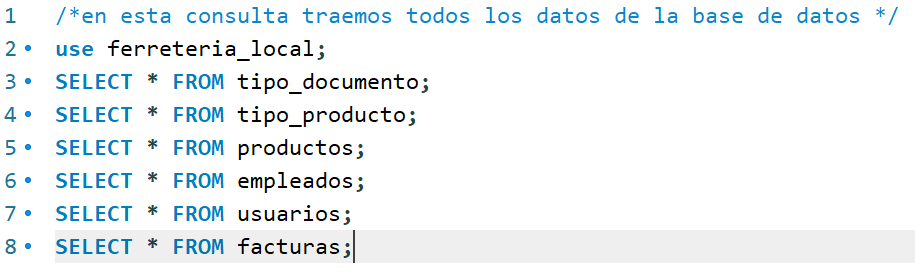 1 /*en esta consulta traemos todos los datos de la base de datos */
2 • use ferreteria_local;
3 • SELECT * FROM tipo_documento;
4 • SELECT * FROM tipo_producto;
5 • SELECT * FROM productos;
6 • SELECT * FROM empleados;
7 • SELECT * FROM usuarios;
8 • SELECT * FROM facturas;